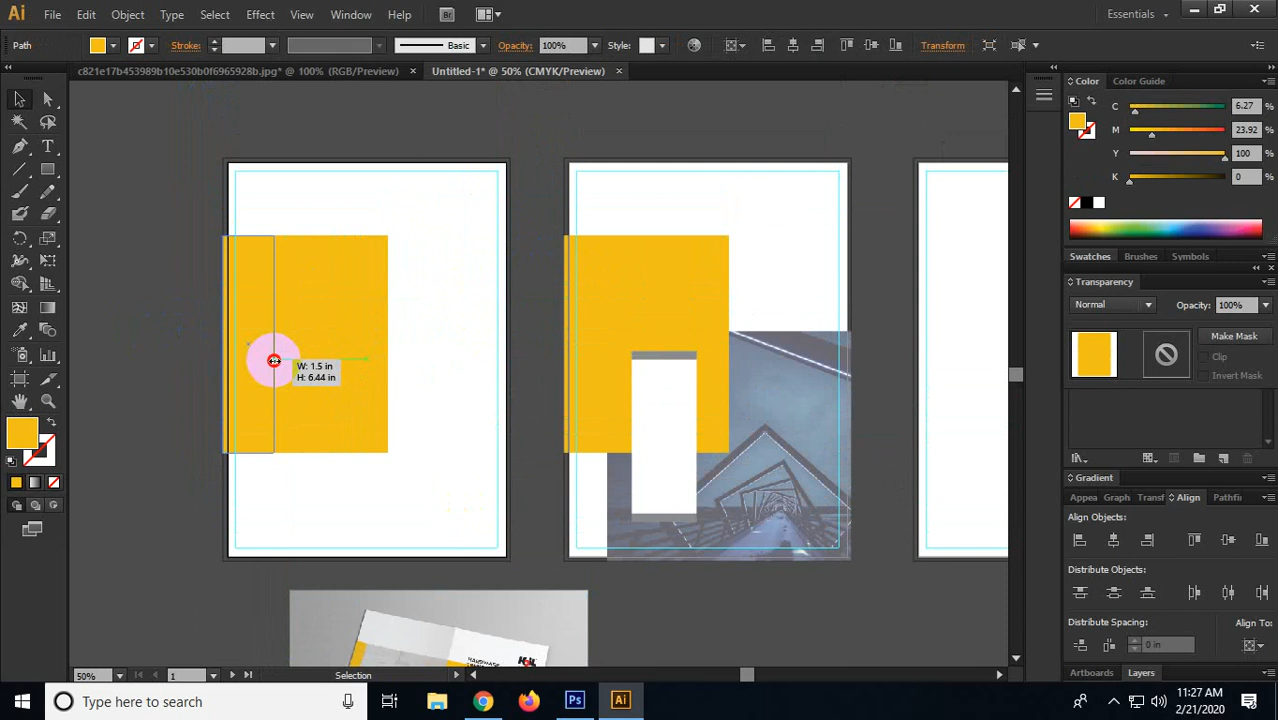 Ai File Edit Object Type Select Effect View Window Help Br Essentials
Path Stroke: Basic Opacity: 100% Style: Transform
c821e17b453989b10e530b0f6965928b.jpg* @ 100% (RGB/Preview) × Untitled-1* @ 50% (CMYK/Preview) ×
Color Color Guide
C 6.27 %
M 23.92 %
Y 100 %
K 0 %
Swatches Brushes Symbols
Transparency
Normal Opacity: 100%
Make Mask
Clip
Invert Mask
W: 1.5 in
H: 6.44 in
Gradient
Appea Graph Transf Align Pathfin
Align Objects:
Distribute Objects:
Distribute Spacing: Align To:
0 in
Artboards Layers
50% 1 Selection
Type here to search Ps Ai 11:27 AM
2/21/2020